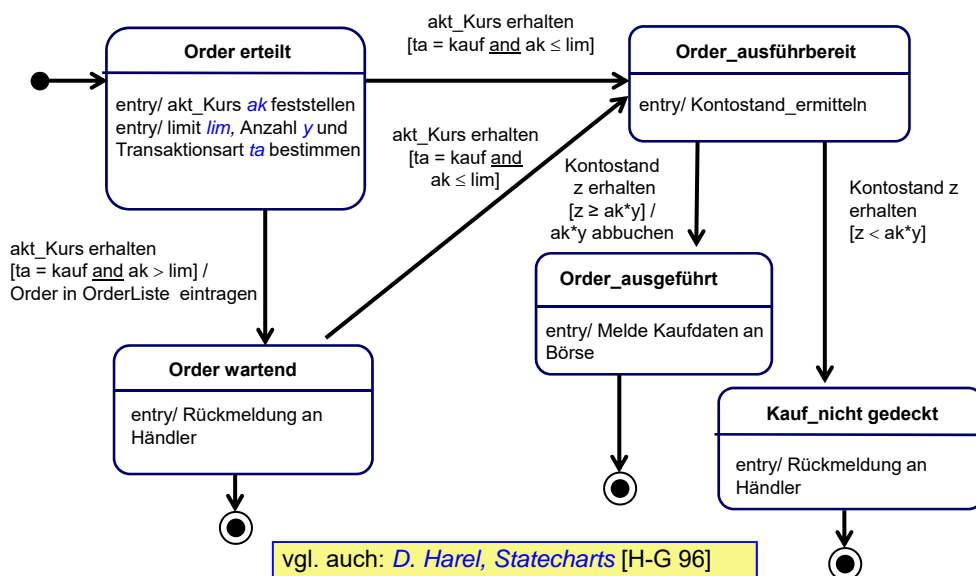 akt_Kurs erhalten
[ta = kauf and ak ≤ lim]
Order erteilt
entry/ akt_Kurs ak feststellen
entry/ limit lim, Anzahl y und
Transaktionsart ta bestimmen
Order_ausführbereit
entry/ Kontostand_ermitteln
akt_Kurs erhalten
[ta = kauf and
ak ≤ lim]
Kontostand
z erhalten
[z ≥ ak*y] /
ak*y abbuchen
Kontostand z
erhalten
[z < ak*y]
akt_Kurs erhalten
[ta = kauf and ak > lim] /
Order in OrderListe eintragen
Order_ausgeführt
entry/ Melde Kaufdaten an
Börse
Order wartend
entry/ Rückmeldung an
Händler
Kauf_nicht gedeckt
entry/ Rückmeldung an
Händler
vgl. auch: D. Harel, Statecharts [H-G 96]